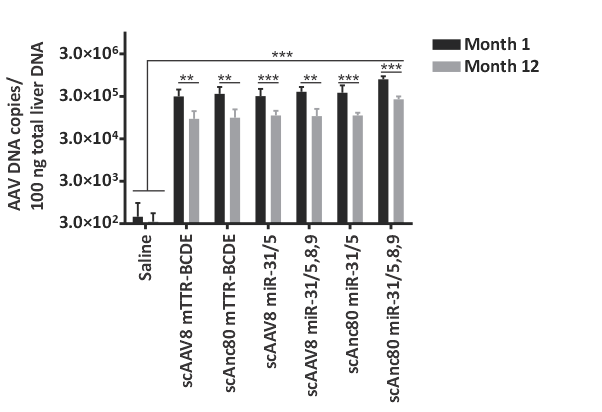 AAV DNA copies/
100 ng total liver DNA
3.0×10⁶
3.0×10⁵
3.0×10⁴
3.0×10³
3.0×10²
***
** ** *** ** *** ***
Month 1
Month 12
Saline
scAAV8 mTTR-BCDE
scAnc80 mTTR-BCDE
scAAV8 miR-31/5
scAAV8 miR-31/5,8,9
scAnc80 miR-31/5
scAnc80 miR-31/5,8,9